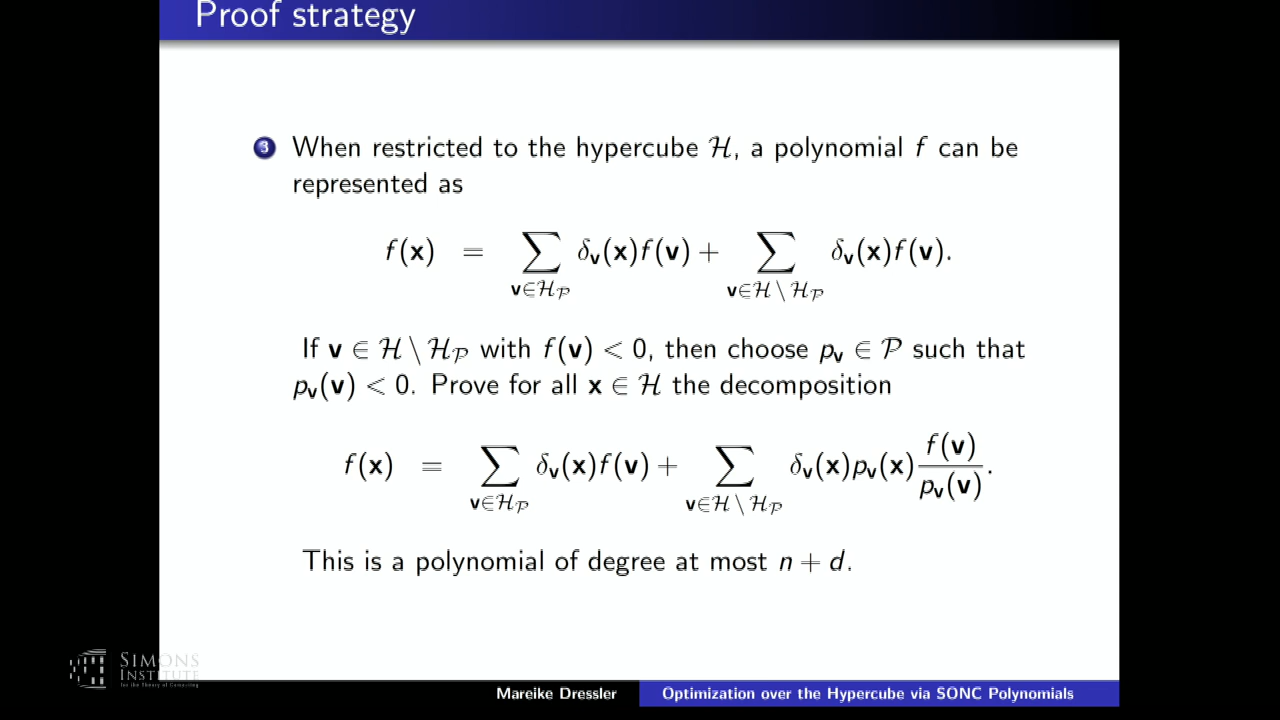 Proof strategy
3 When restricted to the hypercube ℋ, a polynomial f can be
represented as
f(x) = ∑_{v∈ℋ_𝒫} δ_v(x)f(v) + ∑_{v∈ℋ\ℋ_𝒫} δ_v(x)f(v).
If v ∈ ℋ \ ℋ_𝒫 with f(v) < 0, then choose p_v ∈ 𝒫 such that
p_v(v) < 0. Prove for all x ∈ ℋ the decomposition
f(x) = ∑_{v∈ℋ_𝒫} δ_v(x)f(v) + ∑_{v∈ℋ\ℋ_𝒫} δ_v(x)p_v(x) f(v)/p_v(v).
This is a polynomial of degree at most n + d.
SIMONS
INSTITUTE
for the Theory of Computing
Mareike Dressler Optimization over the Hypercube via SONC Polynomials